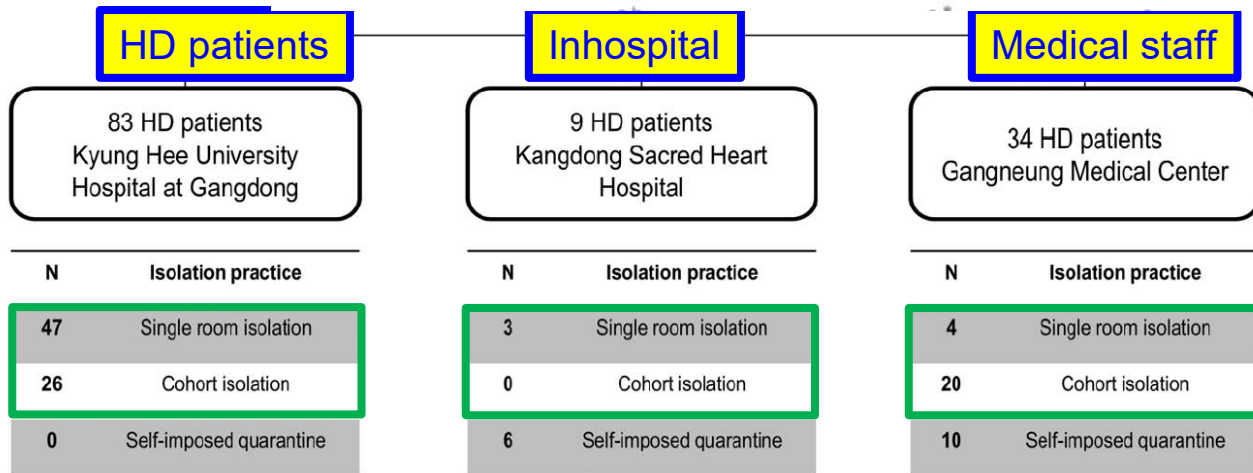 HD patients
Inhospital
Medical staff
83 HD patients
Kyung Hee University
Hospital at Gangdong
9 HD patients
Kangdong Sacred Heart
Hospital
34 HD patients
Gangneung Medical Center
N Isolation practice
47 Single room isolation
26 Cohort isolation
0 Self-imposed quarantine
N Isolation practice
3 Single room isolation
0 Cohort isolation
6 Self-imposed quarantine
N Isolation practice
4 Single room isolation
20 Cohort isolation
10 Self-imposed quarantine